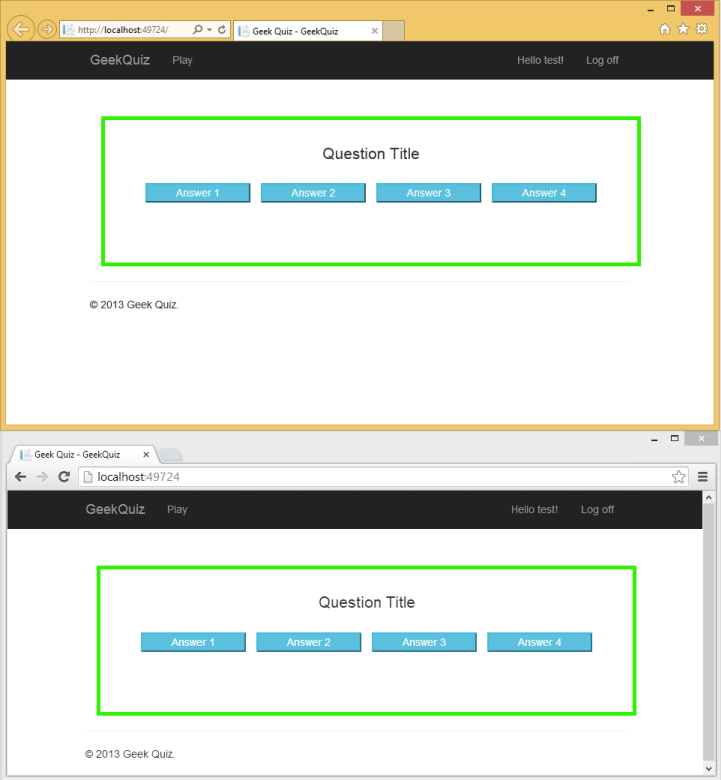 http://localhost:49724/
Geek Quiz - GeekQuiz
GeekQuiz Play Hello test! Log off
Question Title
Answer 1 Answer 2 Answer 3 Answer 4
© 2013 Geek Quiz.
Geek Quiz - GeekQuiz
localhost:49724
GeekQuiz Play Hello test! Log off
Question Title
Answer 1 Answer 2 Answer 3 Answer 4
© 2013 Geek Quiz.